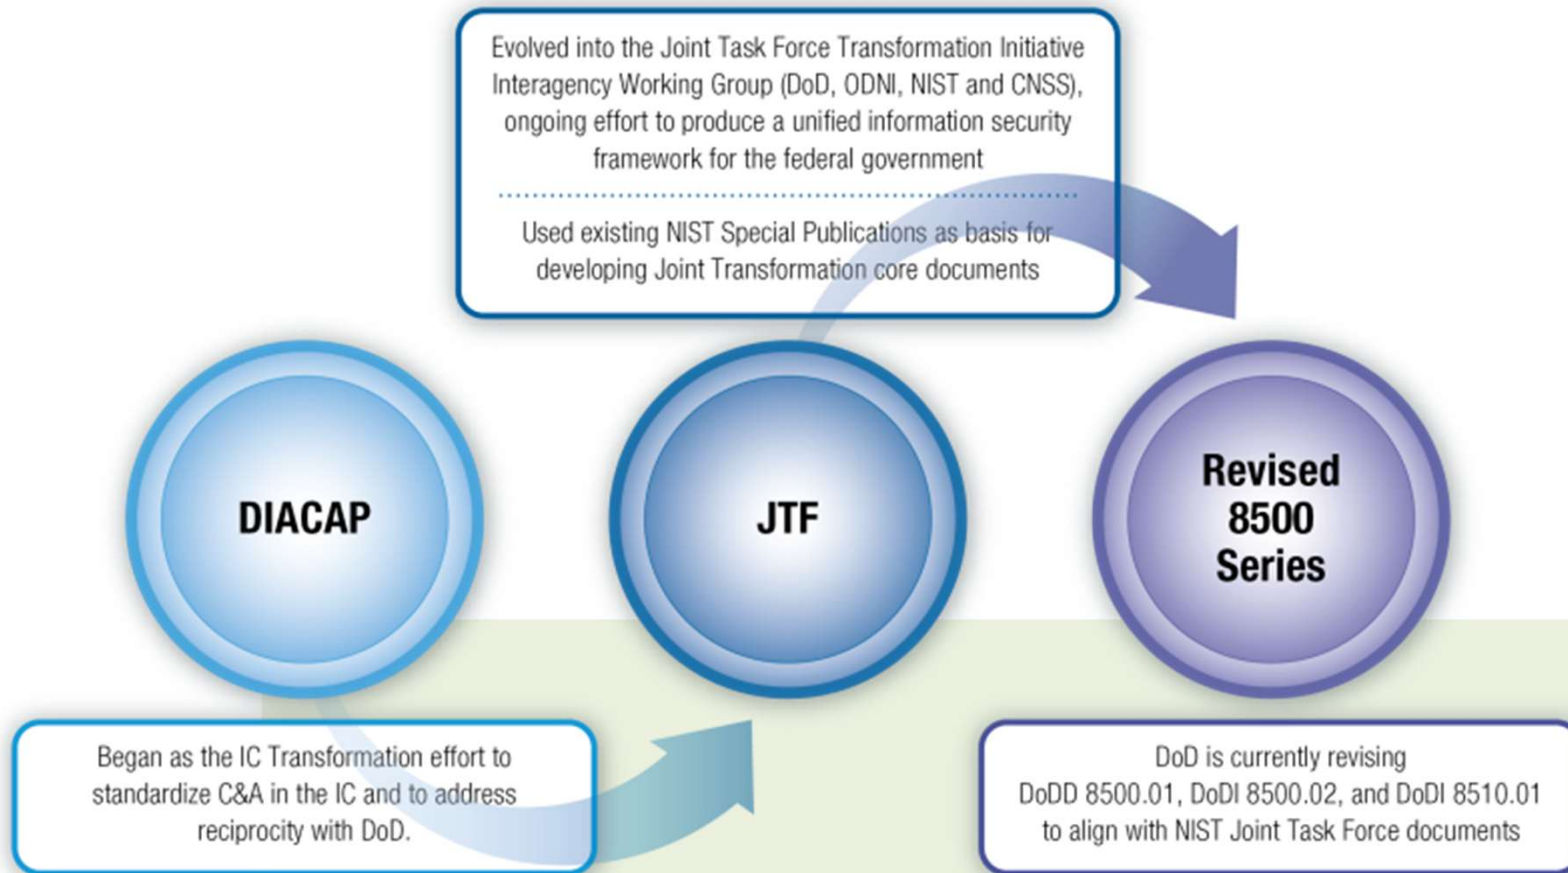 Evolved into the Joint Task Force Transformation Initiative
Interagency Working Group (DoD, ODNI, NIST and CNSS),
ongoing effort to produce a unified information security
framework for the federal government
Used existing NIST Special Publications as basis for
developing Joint Transformation core documents
DIACAP
JTF
Revised
8500
Series
Began as the IC Transformation effort to
standardize C&A in the IC and to address
reciprocity with DoD.
DoD is currently revising
DoDD 8500.01, DoDI 8500.02, and DoDI 8510.01
to align with NIST Joint Task Force documents